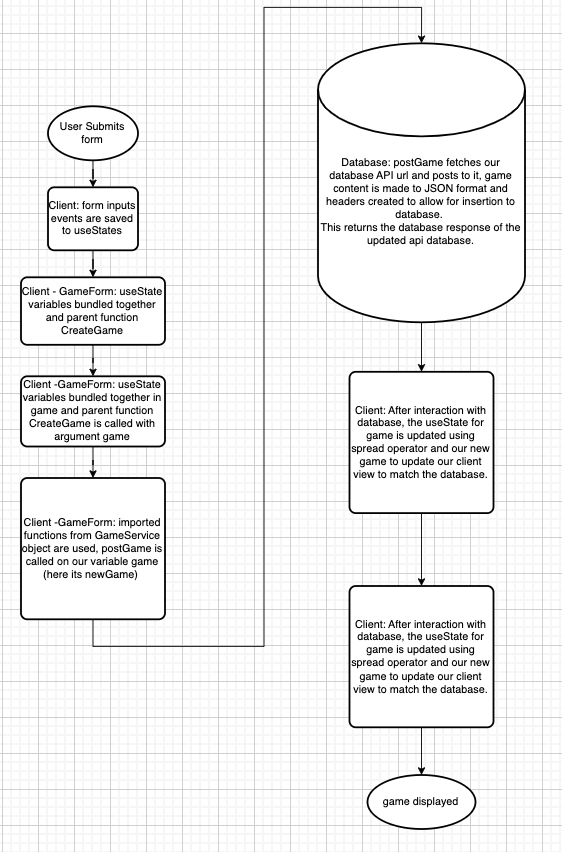 User Submits
form
Client: form inputs
events are saved
to useStates
Client - GameForm: useState
variables bundled together
and parent function
CreateGame
Client -GameForm: useState
variables bundled together in
game and parent function
CreateGame is called with
argument game
Client -GameForm: imported
functions from GameService
object are used, postGame is
called on our variable game
(here its newGame)
Database: postGame fetches our
database API url and posts to it, game
content is made to JSON format and
headers created to allow for insertion to
database.
This returns the database response of the
updated api database.
Client: After interaction with
database, the useState for
game is updated using
spread operator and our new
game to update our client
view to match the database.
Client: After interaction with
database, the useState for
game is updated using
spread operator and our new
game to update our client
view to match the database.
game displayed